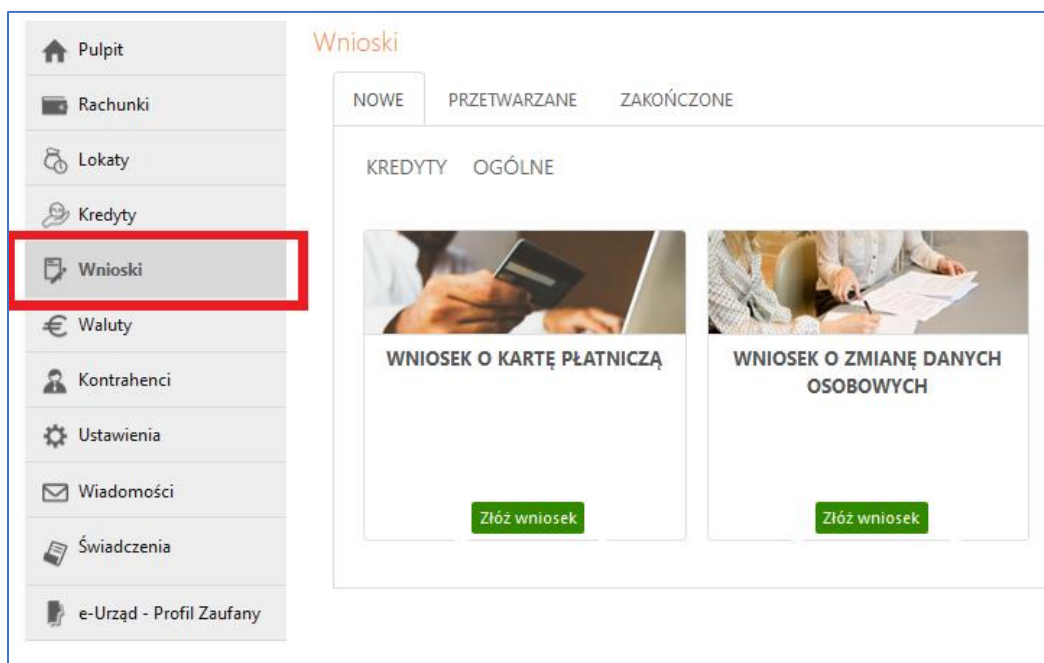 Pulpit
Rachunki
Lokaty
Kredyty
Wnioski
Waluty
Kontrahenci
Ustawienia
Wiadomości
Świadczenia
e-Urząd - Profil Zaufany
Wnioski
NOWE PRZETWARZANE ZAKOŃCZONE
KREDYTY OGÓLNE
WNIOSEK O KARTĘ PŁATNICZĄ
Złóż wniosek
WNIOSEK O ZMIANĘ DANYCH
OSOBOWYCH
Złóż wniosek